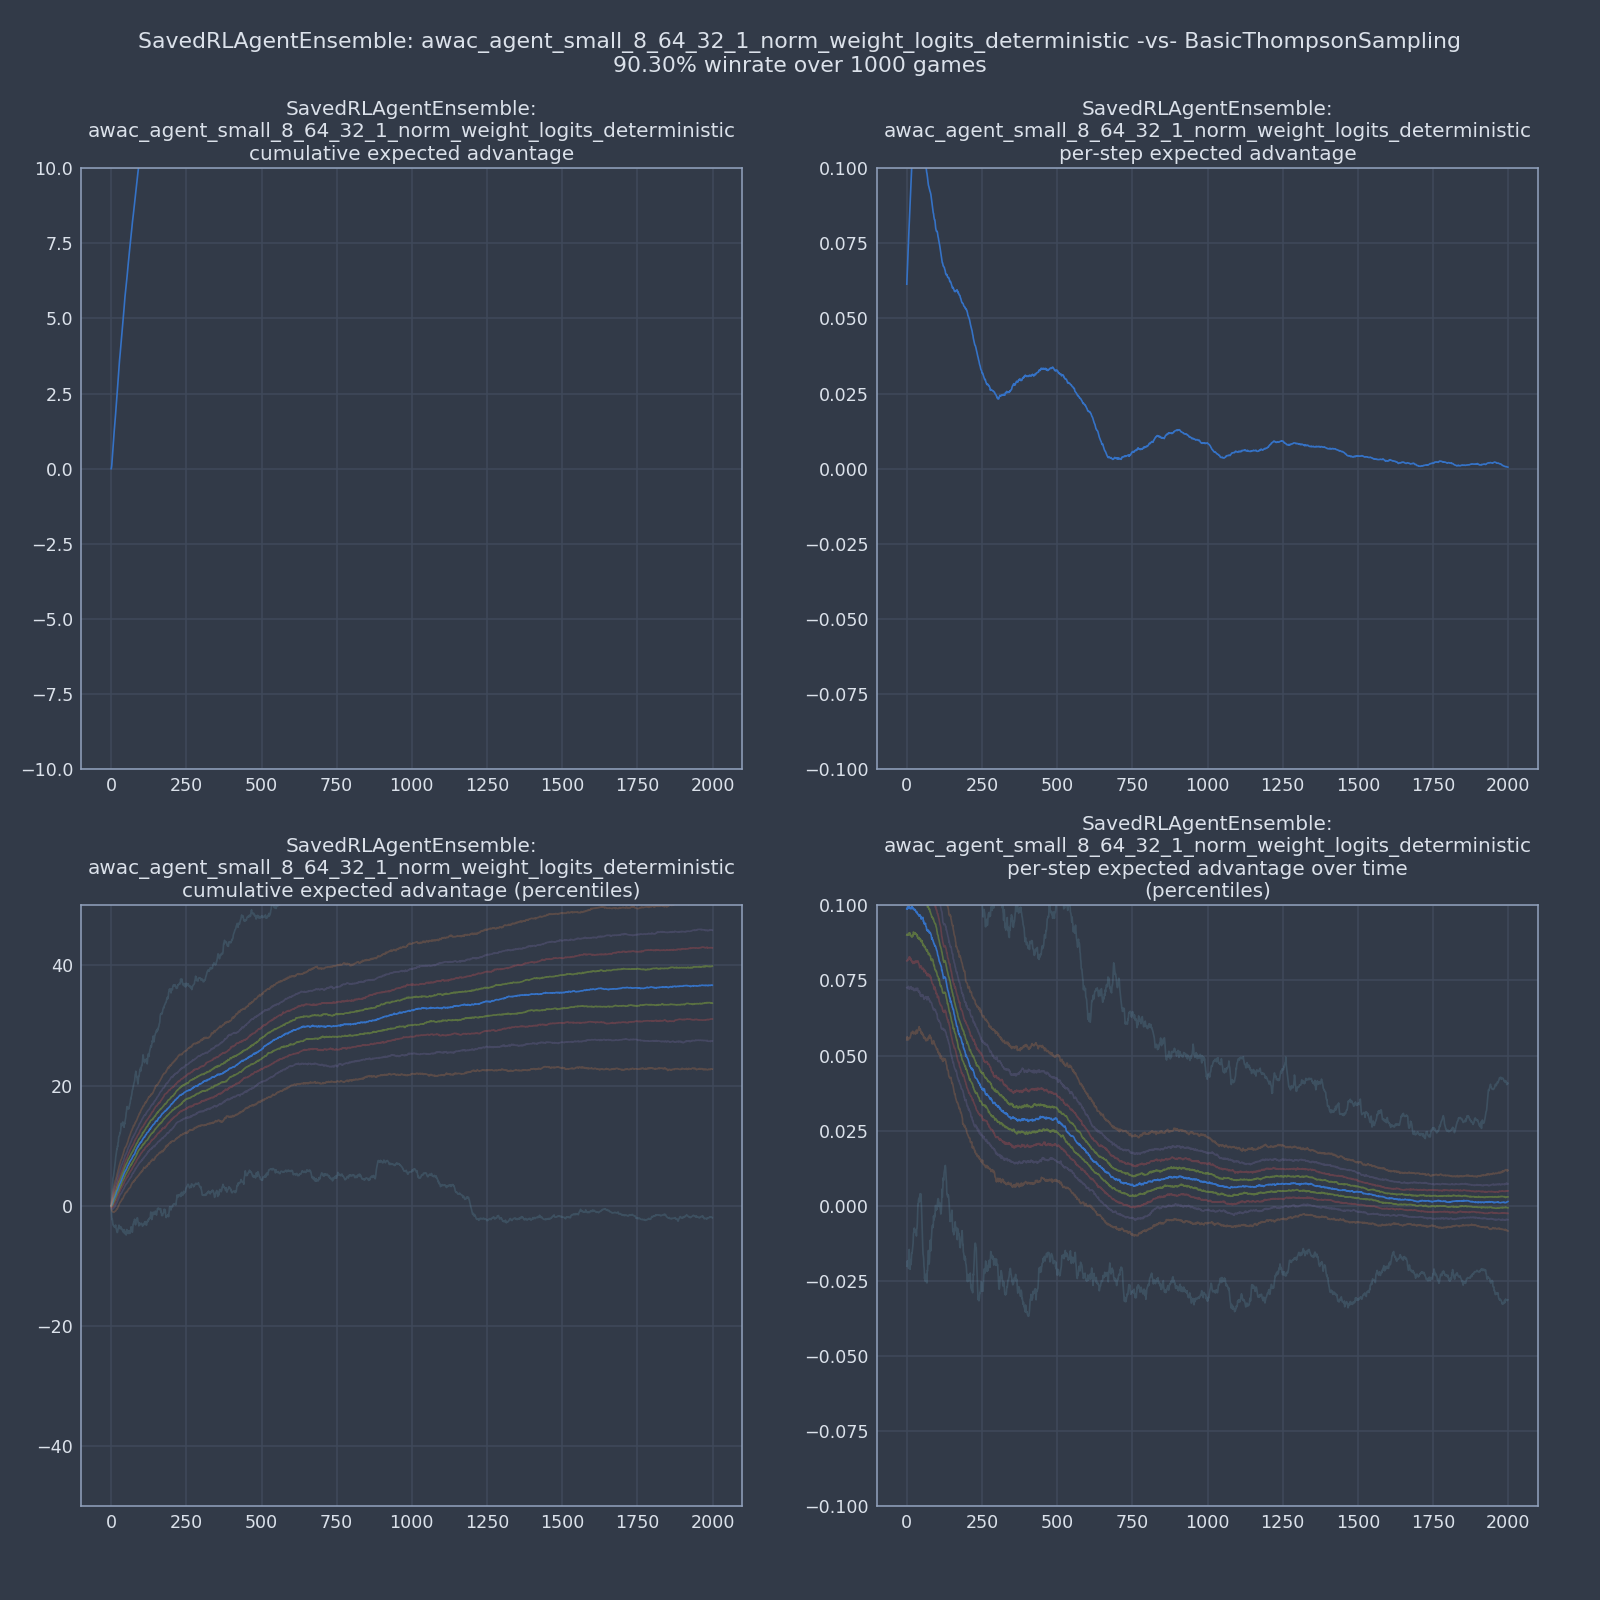 SavedRLAgentEnsemble: awac_agent_small_8_64_32_1_norm_weight_logits_deterministic -vs- BasicThompsonSampling
90.30% winrate over 1000 games
SavedRLAgentEnsemble:
awac_agent_small_8_64_32_1_norm_weight_logits_deterministic
cumulative expected advantage
10.0
7.5
5.0
2.5
0.0
−2.5
−5.0
−7.5
−10.0
0 250 500 750 1000 1250 1500 1750 2000
SavedRLAgentEnsemble:
awac_agent_small_8_64_32_1_norm_weight_logits_deterministic
per-step expected advantage
0.100
0.075
0.050
0.025
0.000
−0.025
−0.050
−0.075
−0.100
0 250 500 750 1000 1250 1500 1750 2000
SavedRLAgentEnsemble:
awac_agent_small_8_64_32_1_norm_weight_logits_deterministic
cumulative expected advantage (percentiles)
40
20
0
−20
−40
0 250 500 750 1000 1250 1500 1750 2000
SavedRLAgentEnsemble:
awac_agent_small_8_64_32_1_norm_weight_logits_deterministic
per-step expected advantage over time
(percentiles)
0.100
0.075
0.050
0.025
0.000
−0.025
−0.050
−0.075
−0.100
0 250 500 750 1000 1250 1500 1750 2000